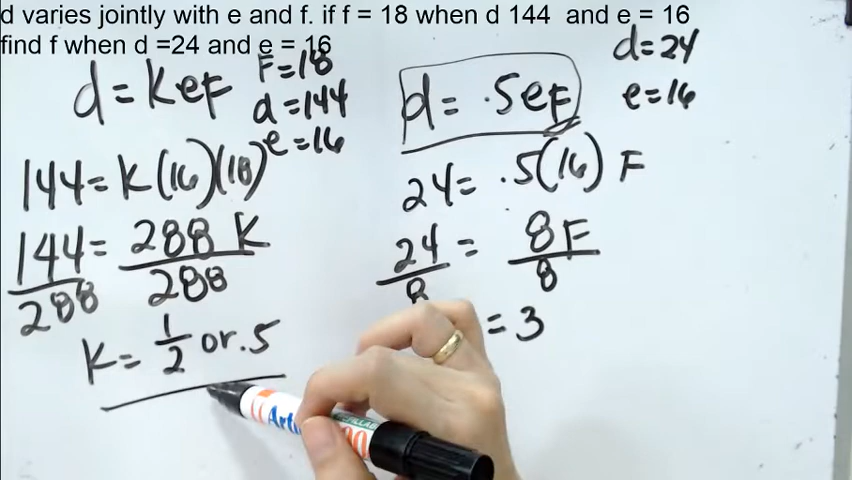 d varies jointly with e and f. if f = 18 when d 144 and e = 16
find f when d =24 and e = 16
d = keF
F=18
d=144
e=16
144= K(16)(18)
144= 288 K
288 288
K= 1/2 or .5
d= .5eF
d=24
e=16
24= .5(16) F
24 = 8F
8 8
= 3
Arti